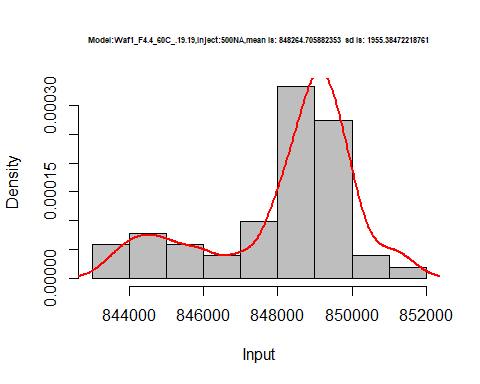 Model:Waf1_F4.4_60C_.19.19,Inject:500NA,mean is: 848264.705882353 sd is: 1955.38472218761
Density
0.00030
0.00015
0.00000
844000 846000 848000 850000 852000
Input